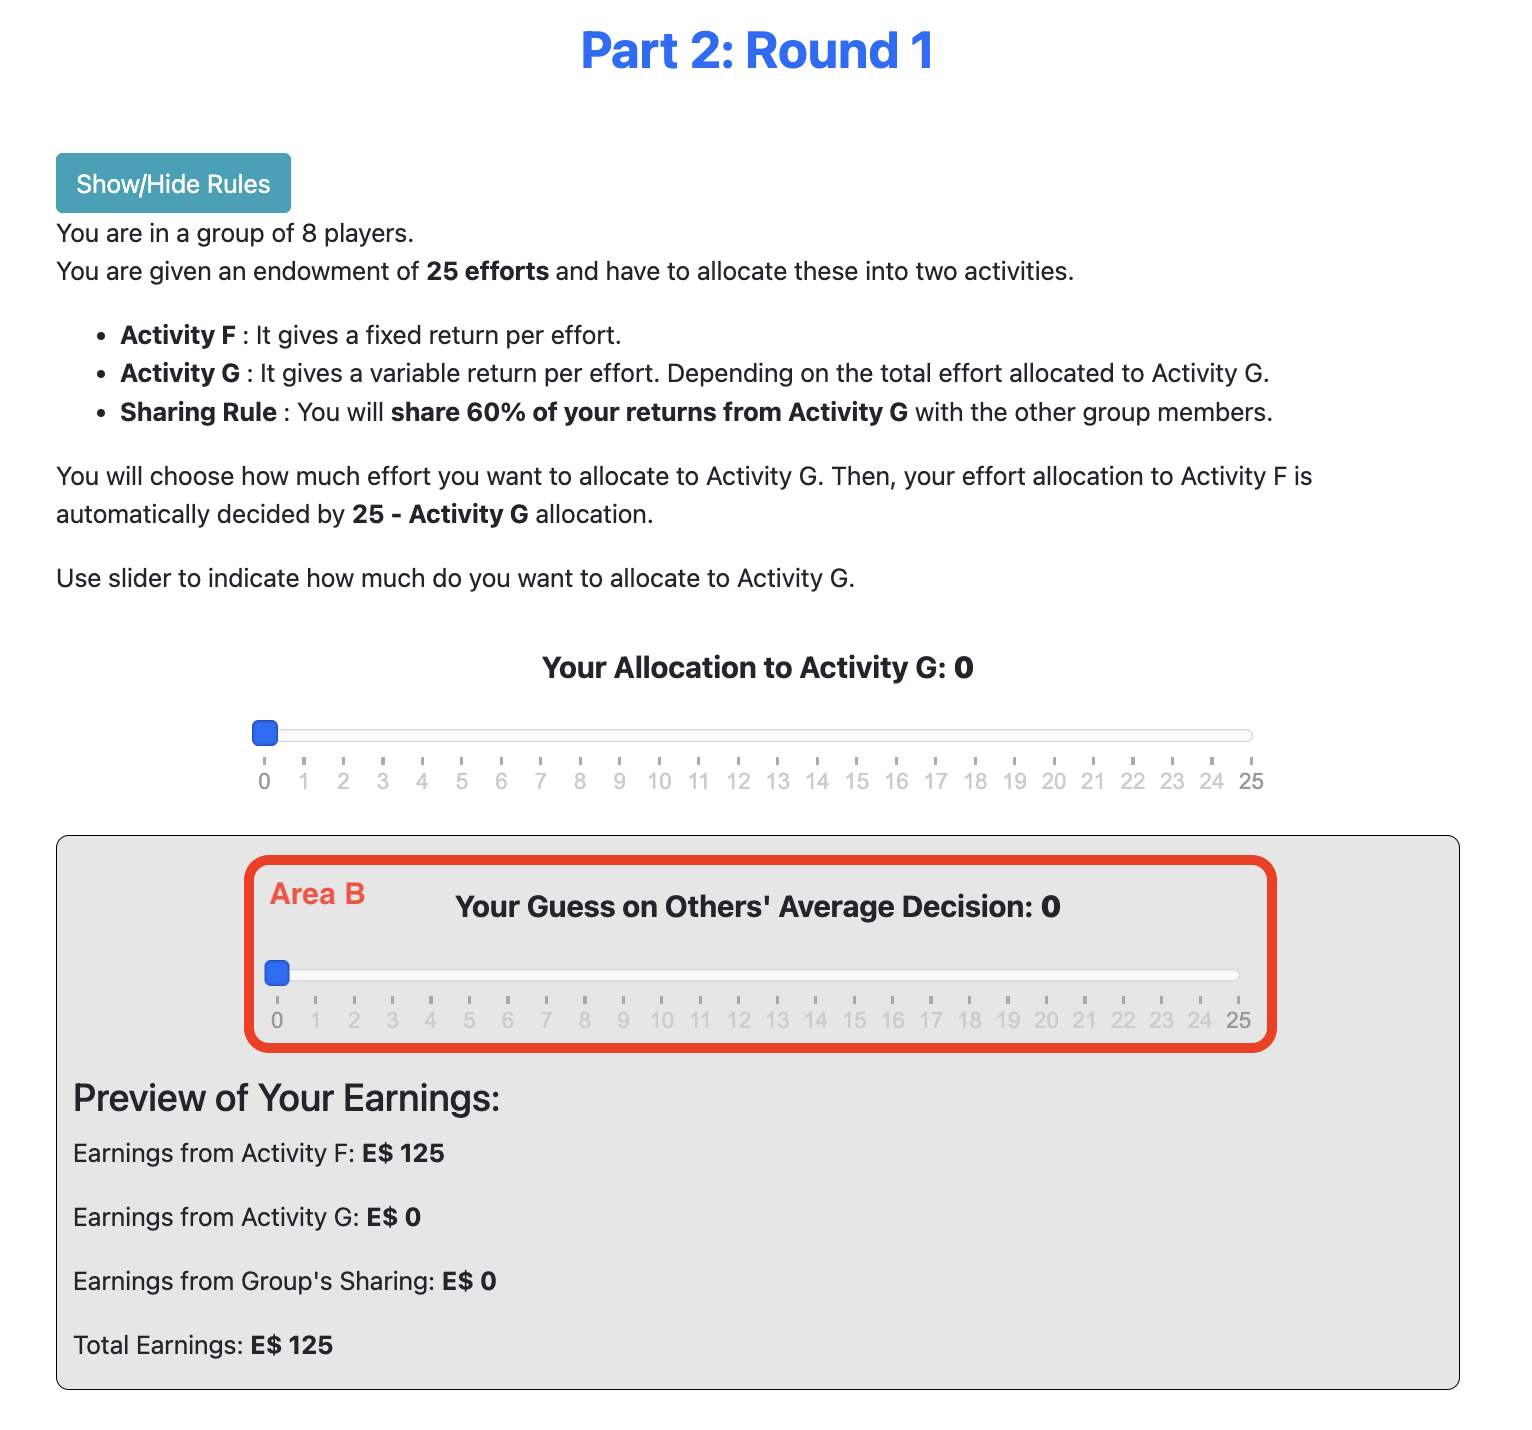 Part 2: Round 1
Show/Hide Rules
You are in a group of 8 players.
You are given an endowment of 25 efforts and have to allocate these into two activities.
• Activity F : It gives a fixed return per effort.
• Activity G : It gives a variable return per effort. Depending on the total effort allocated to Activity G.
• Sharing Rule : You will share 60% of your returns from Activity G with the other group members.
You will choose how much effort you want to allocate to Activity G. Then, your effort allocation to Activity F is
automatically decided by 25 - Activity G allocation.
Use slider to indicate how much do you want to allocate to Activity G.
Your Allocation to Activity G: 0
0 1 2 3 4 5 6 7 8 9 10 11 12 13 14 15 16 17 18 19 20 21 22 23 24 25
Area B
Your Guess on Others' Average Decision: 0
0 1 2 3 4 5 6 7 8 9 10 11 12 13 14 15 16 17 18 19 20 21 22 23 24 25
Preview of Your Earnings:
Earnings from Activity F: E$ 125
Earnings from Activity G: E$ 0
Earnings from Group's Sharing: E$ 0
Total Earnings: E$ 125